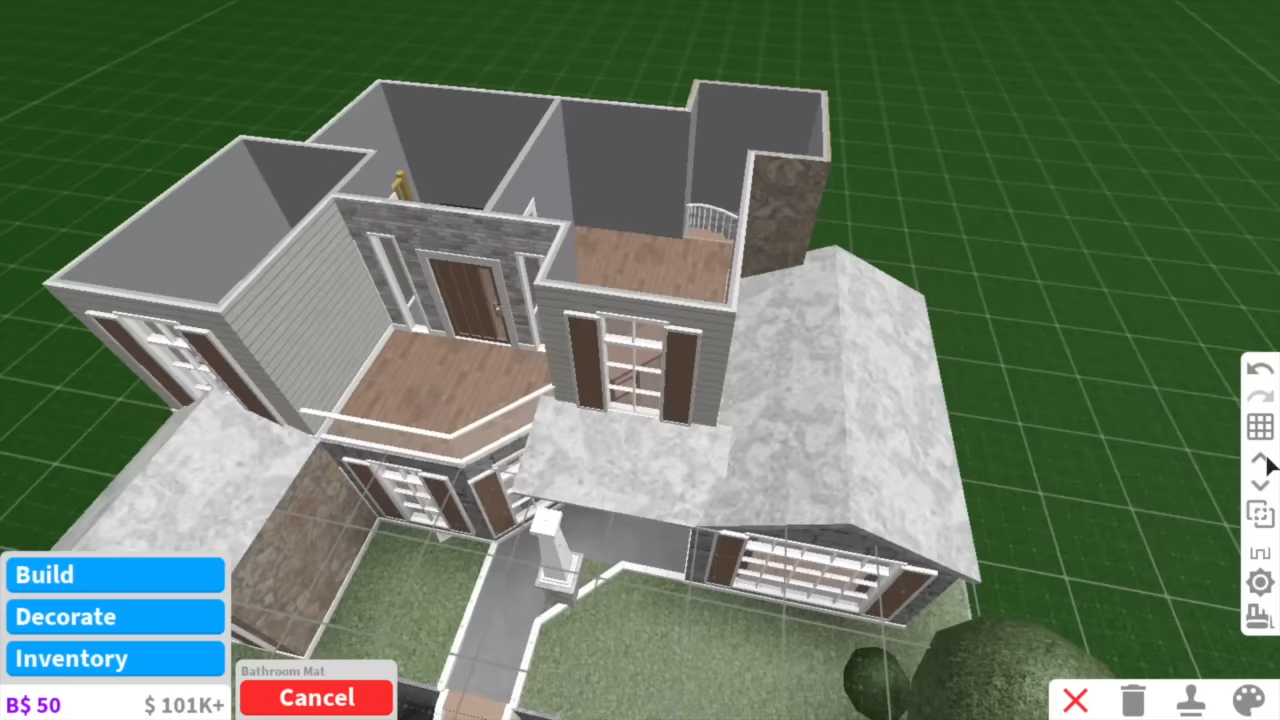 Build
Decorate
Inventory
B$ 50
$ 101K+
Bathroom Mat
Cancel